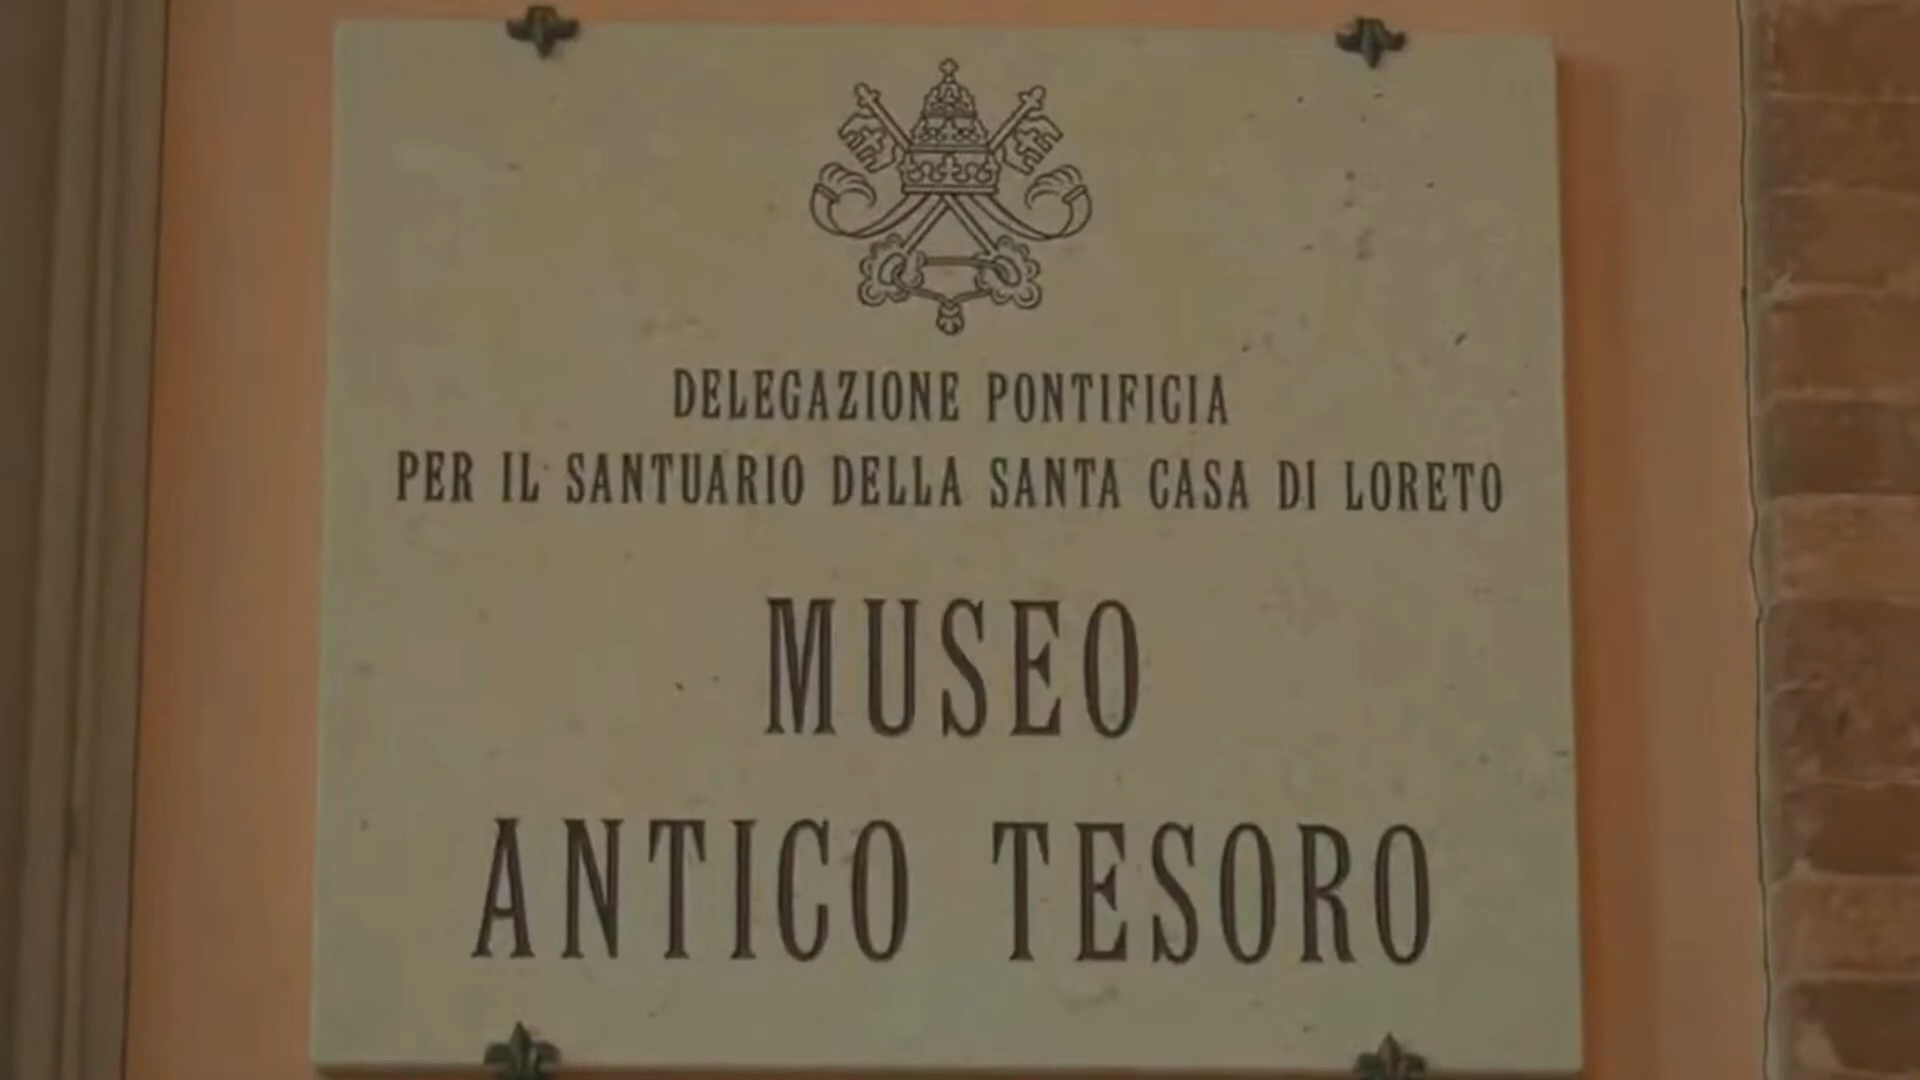 DELEGAZIONE PONTIFICIA
PER IL SANTUARIO DELLA SANTA CASA DI LORETO
MUSEO
ANTICO TESORO